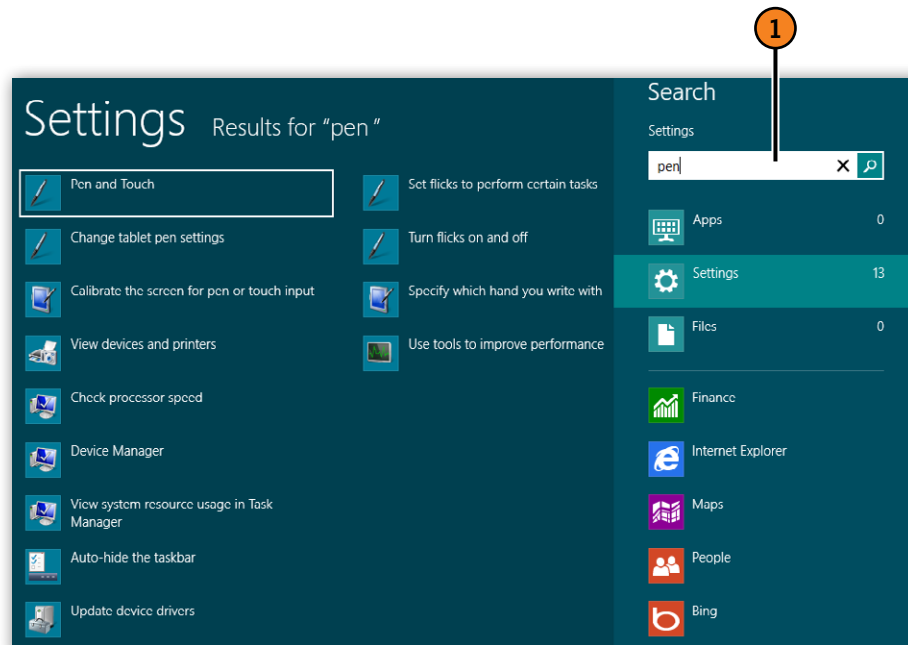 1
Settings Results for “pen ”
Pen and Touch
Change tablet pen settings
Calibrate the screen for pen or touch input
View devices and printers
Check processor speed
Device Manager
View system resource usage in Task
Manager
Auto-hide the taskbar
Update device drivers
Set flicks to perform certain tasks
Turn flicks on and off
Specify which hand you write with
Use tools to improve performance
Search
Settings
pen
Apps 0
Settings 13
Files 0
Finance
Internet Explorer
Maps
People
Bing